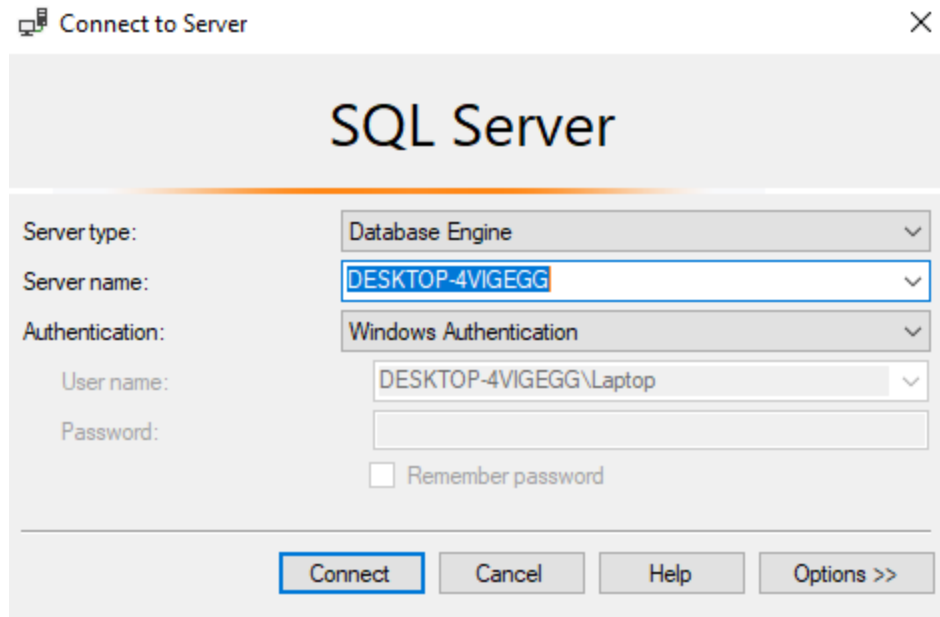 Connect to Server
SQL Server
Server type: Database Engine
Server name: DESKTOP-4VIGEGG
Authentication: Windows Authentication
User name: DESKTOP-4VIGEGG\Laptop
Password:
Remember password
Connect Cancel Help Options >>